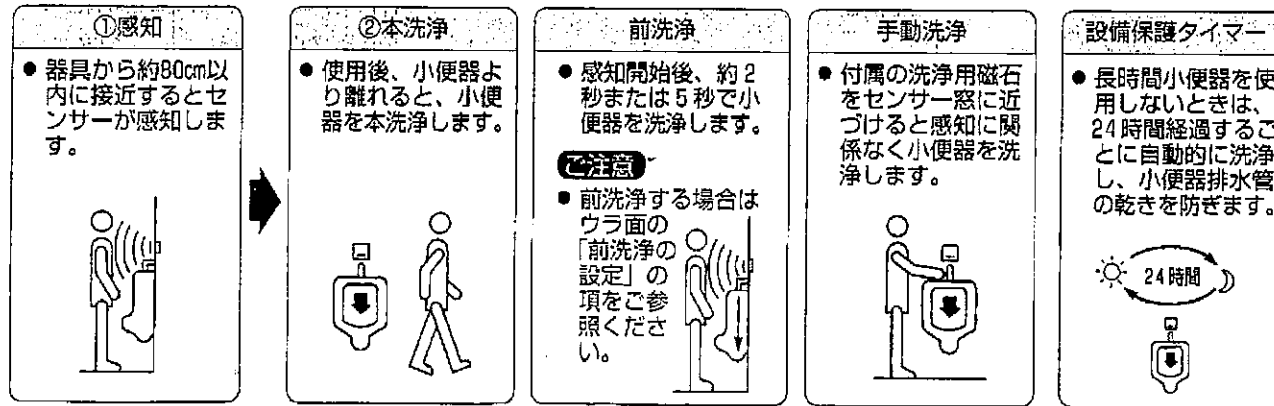 ①感知
● 器具から約80cm以
内に接近するとセ
ンサーが感知しま
す。
②本洗浄
● 使用後、小便器よ
り離れると、小便
器を本洗浄します。
前洗浄
● 感知開始後、約2
秒または5秒で小
便器を洗浄します。
ご注意
● 前洗浄する場合は
ウラ面の
「前洗浄の
設定」の
項をご参
照くださ
い。
手動洗浄
● 付属の洗浄用磁石
をセンサー窓に近
づけると感知に関
係なく小便器を洗
浄します。
設備保護タイマー
● 長時間小便器を使
用しないときは、
24時間経過するご
とに自動的に洗浄
し、小便器排水管
の乾きを防ぎます。
24時間